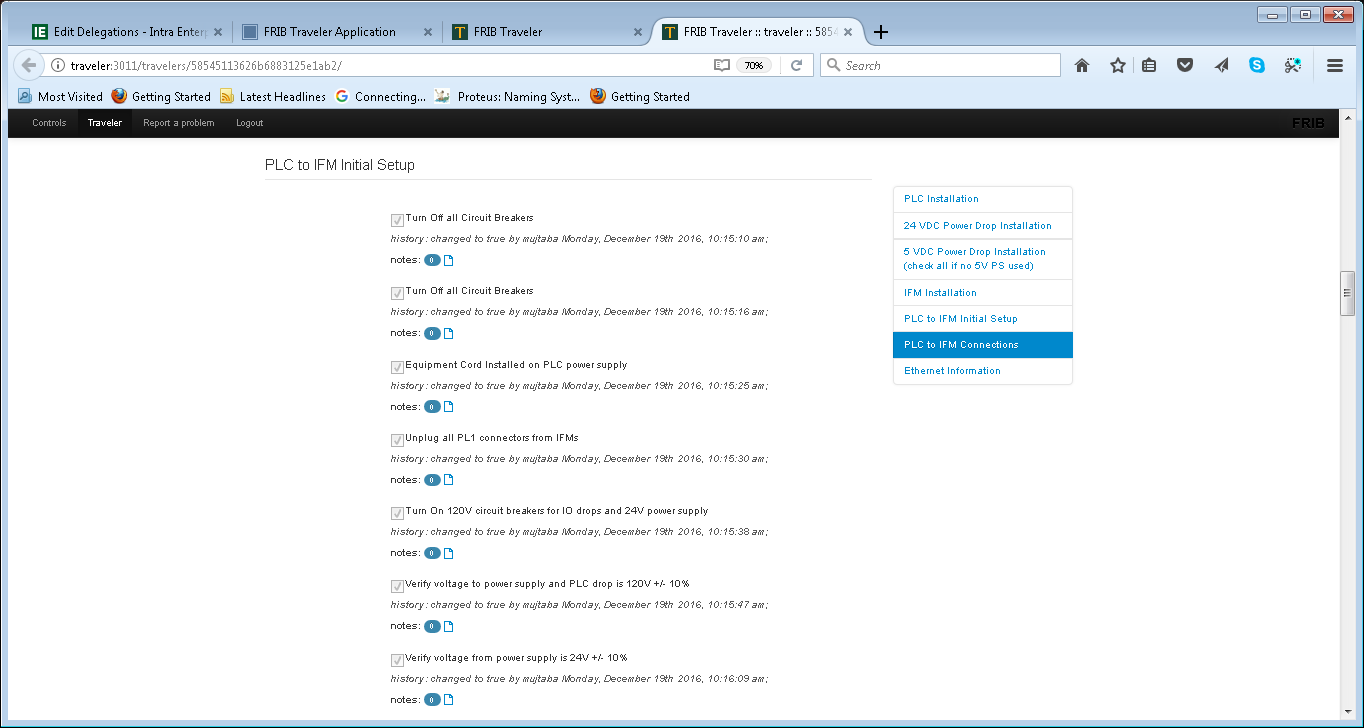 Edit Delegations - Intra Enterp
FRIB Traveler Application
FRIB Traveler
FRIB Traveler :: traveler :: 5854
traveler:3011/travelers/58545113626b6883125e1ab2/
70%
Search
Most Visited
Getting Started
Latest Headlines
Connecting...
Proteus: Naming Syst...
Getting Started
Controls
Traveler
Report a problem
Logout
FRIB
PLC to IFM Initial Setup
Turn Off all Circuit Breakers
history: changed to true by mujtaba Monday, December 19th 2016, 10:15:10 am;
notes: 0
Turn Off all Circuit Breakers
history: changed to true by mujtaba Monday, December 19th 2016, 10:15:16 am;
notes: 0
Equipment Cord Installed on PLC power supply
history: changed to true by mujtaba Monday, December 19th 2016, 10:15:25 am;
notes: 0
Unplug all PL1 connectors from IFMs
history: changed to true by mujtaba Monday, December 19th 2016, 10:15:30 am;
notes: 0
Turn On 120V circuit breakers for IO drops and 24V power supply
history: changed to true by mujtaba Monday, December 19th 2016, 10:15:38 am;
notes: 0
Verify voltage to power supply and PLC drop is 120V +/- 10%
history: changed to true by mujtaba Monday, December 19th 2016, 10:15:47 am;
notes: 0
Verify voltage from power supply is 24V +/- 10%
history: changed to true by mujtaba Monday, December 19th 2016, 10:16:09 am;
notes: 0
PLC Installation
24 VDC Power Drop Installation
5 VDC Power Drop Installation
(check all if no 5V PS used)
IFM Installation
PLC to IFM Initial Setup
PLC to IFM Connections
Ethernet Information